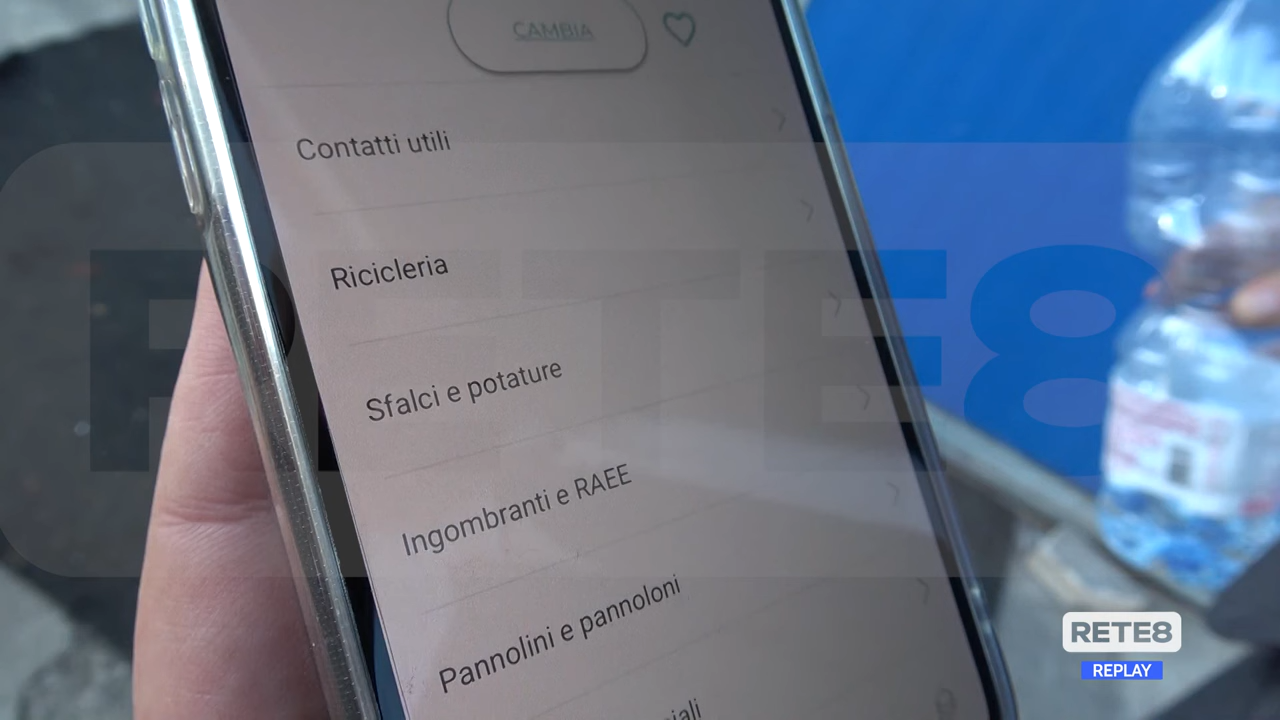 CAMBIA
Contatti utili
Ricicleria
Sfalci e potature
Ingombranti e RAEE
Pannolini e pannoloni
RETE8
RETE8
REPLAY